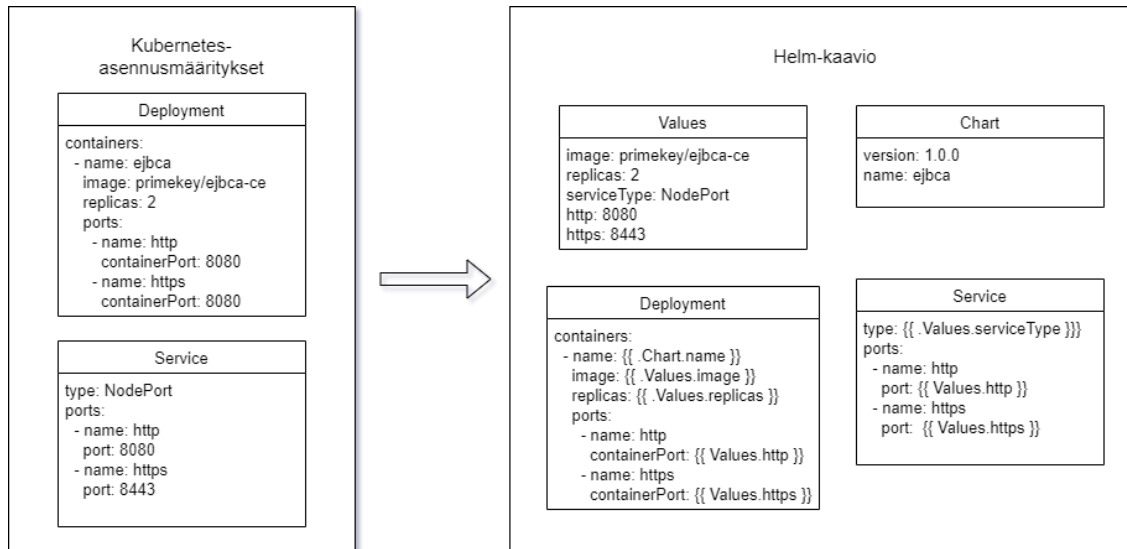 Kubernetes-
asennusmääritykset
Deployment
containers:
- name: ejbca
image: primekey/ejbca-ce
replicas: 2
ports:
- name: http
containerPort: 8080
- name: https
containerPort: 8080
Service
type: NodePort
ports:
- name: http
port: 8080
- name: https
port: 8443
Helm-kaavio
Values
image: primekey/ejbca-ce
replicas: 2
serviceType: NodePort
http: 8080
https: 8443
Chart
version: 1.0.0
name: ejbca
Deployment
containers:
- name: {{ .Chart.name }}
image: {{ .Values.image }}
replicas: {{ .Values.replicas }}
ports:
- name: http
containerPort: {{ Values.http }}
- name: https
containerPort: {{ Values.https }}
Service
type: {{ .Values.serviceType }}}
ports:
- name: http
port: {{ Values.http }}
- name: https
port:  {{ Values.https }}